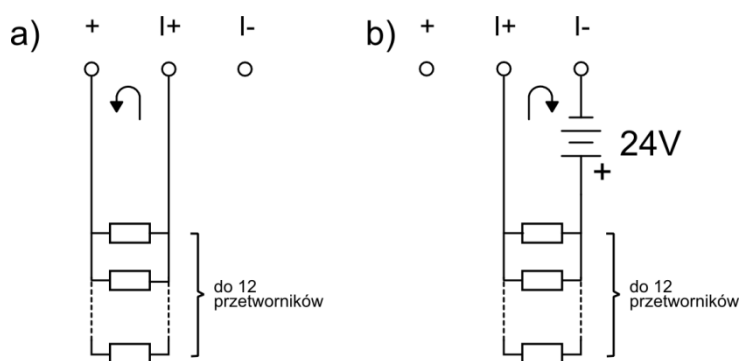 a) + I+ I-
b) + I+ I-
24V
+
do 12
przetworników
do 12
przetworników